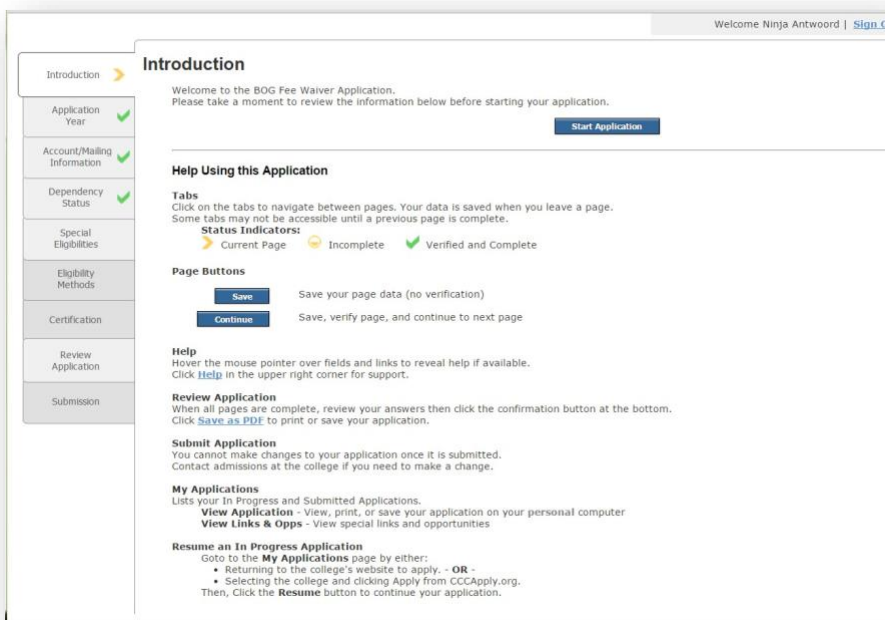 Welcome Ninja Antwoord | Sign
Introduction
Application
Year
Account/Mailing
Information
Dependency
Status
Special
Eligibilities
Eligibility
Methods
Certification
Review
Application
Submission
Introduction
Welcome to the BOG Fee Waiver Application.
Please take a moment to review the information below before starting your application.
Start Application
Help Using this Application
Tabs
Click on the tabs to navigate between pages. Your data is saved when you leave a page.
Some tabs may not be accessible until a previous page is complete.
Status Indicators:
Current Page Incomplete Verified and Complete
Page Buttons
Save Save your page data (no verification)
Continue Save, verify page, and continue to next page
Help
Hover the mouse pointer over fields and links to reveal help if available.
Click Help in the upper right corner for support.
Review Application
When all pages are complete, review your answers then click the confirmation button at the bottom.
Click Save as PDF to print or save your application.
Submit Application
You cannot make changes to your application once it is submitted.
Contact admissions at the college if you need to make a change.
My Applications
Lists your In Progress and Submitted Applications.
View Application - View, print, or save your application on your personal computer
View Links & Opps - View special links and opportunities
Resume an In Progress Application
Goto to the My Applications page by either:
• Returning to the college's website to apply. - OR -
• Selecting the college and clicking Apply from CCCApply.org.
Then, Click the Resume button to continue your application.